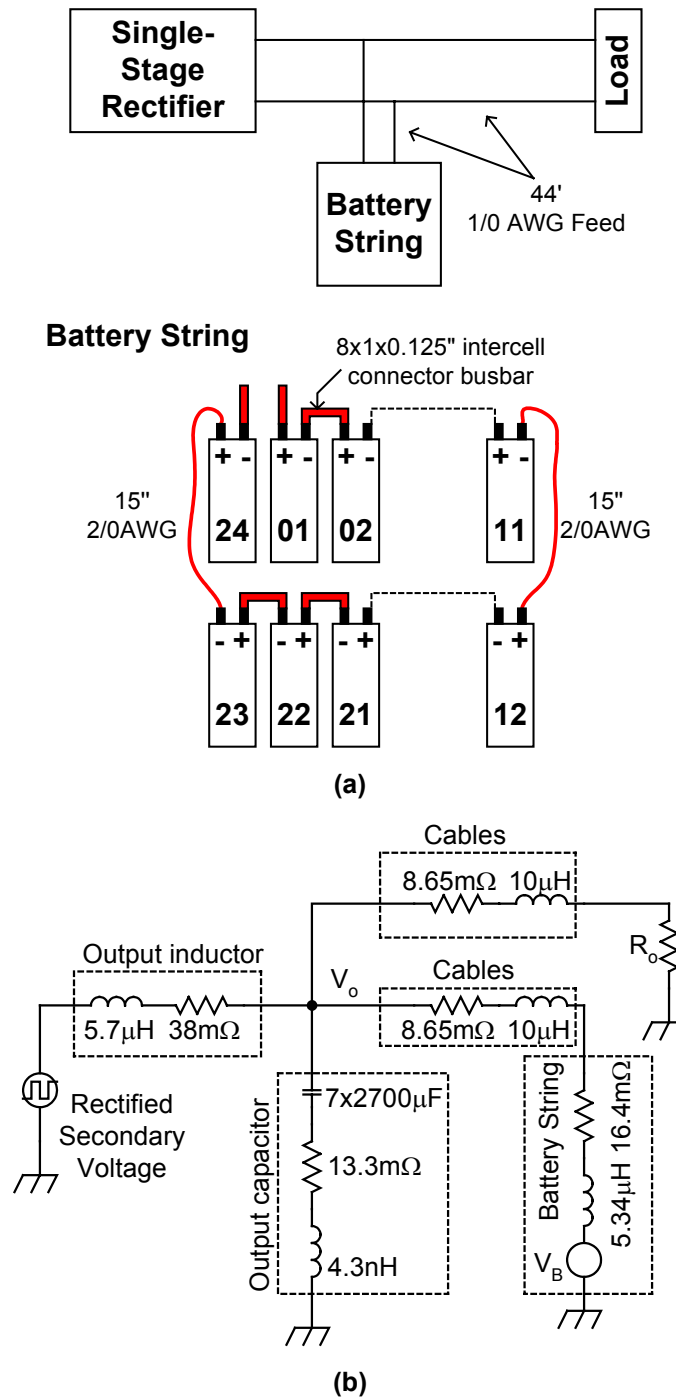 Single-
Stage
Rectifier
Load
44'
1/0 AWG Feed
Battery
String
Battery String
8x1x0.125" intercell
connector busbar
15"
2/0AWG
15"
2/0AWG
+ -
+ -
+ -
+ -
24
01
02
11
- +
- +
- +
- +
23
22
21
12
(a)
Cables
8.65mΩ 10μH
Output inductor
Vo
Ro
Cables
5.7μH 38mΩ
8.65mΩ 10μH
Rectified
Secondary
Voltage
7x2700μF
13.3mΩ
4.3nH
Output capacitor
Battery String
5.34μH 16.4mΩ
VB
(b)